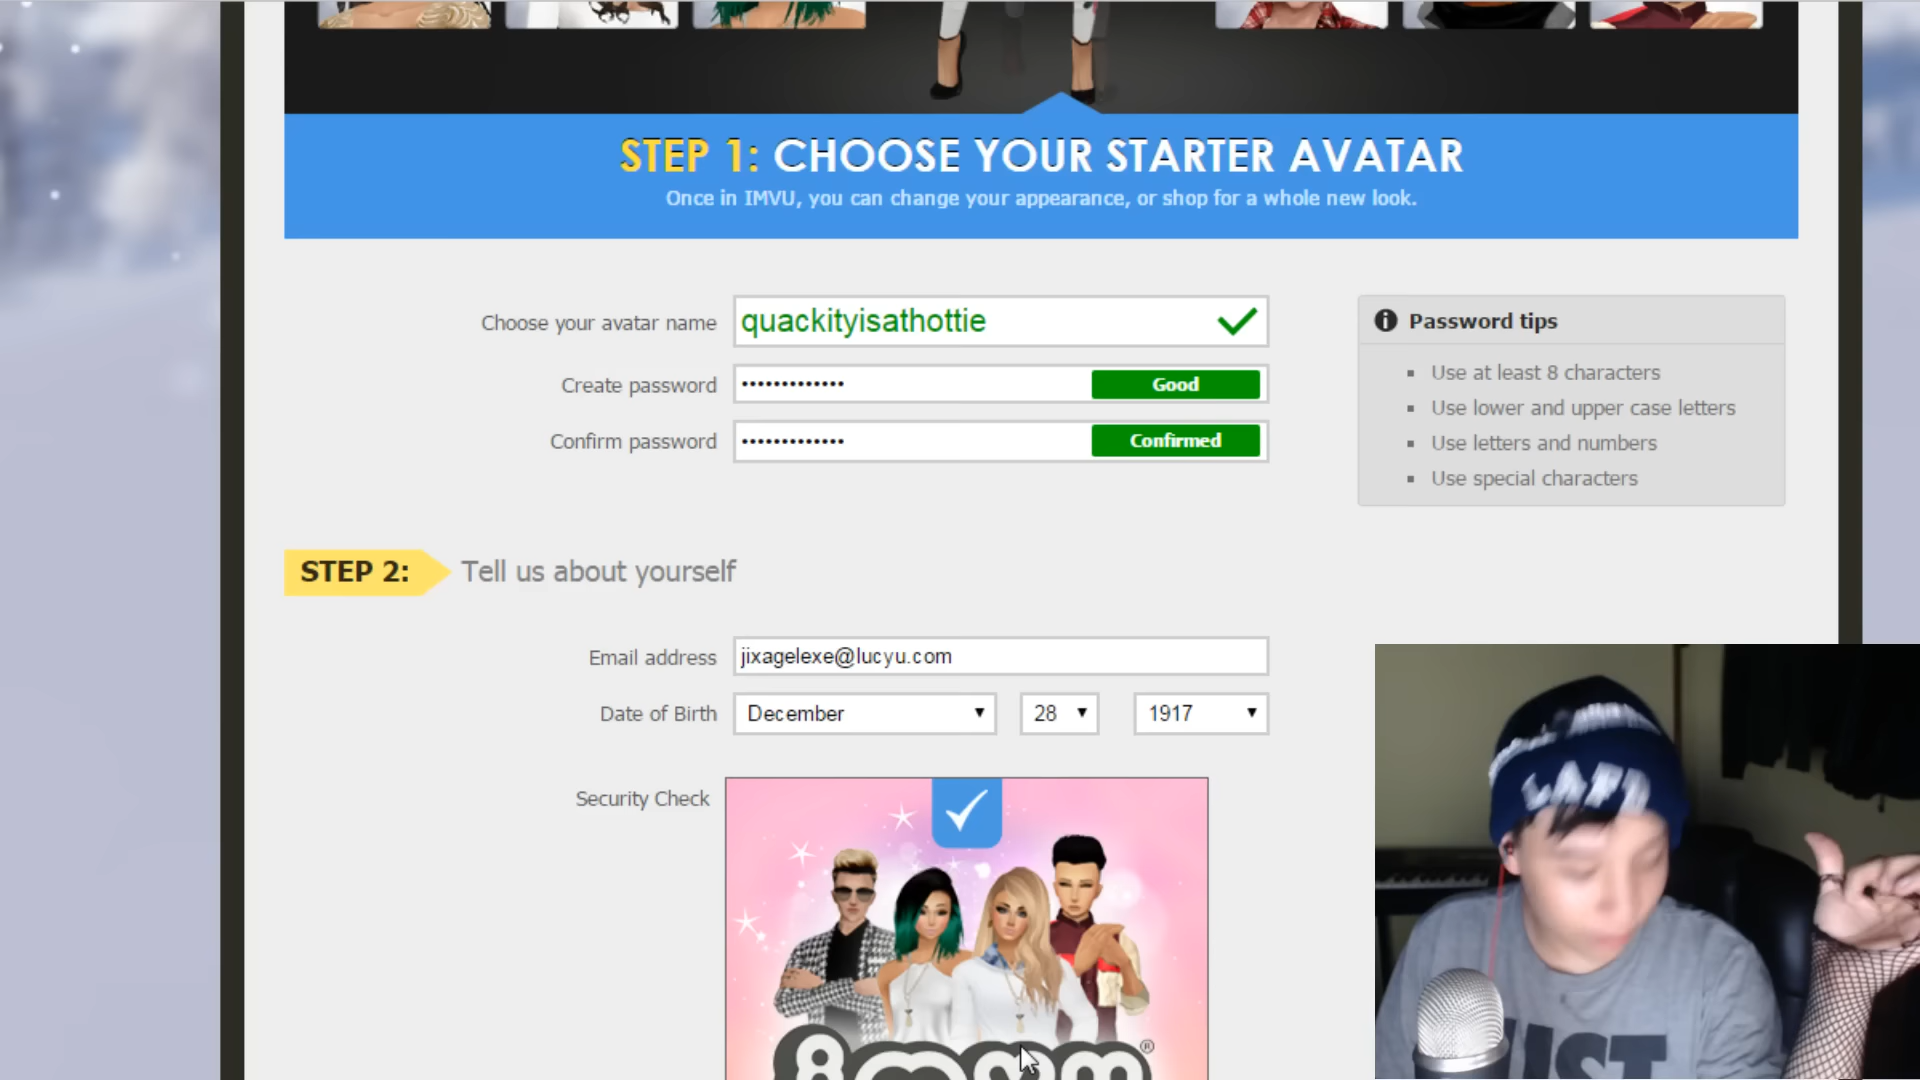 STEP 1: CHOOSE YOUR STARTER AVATAR
Once in IMVU, you can change your appearance, or shop for a whole new look.
Choose your avatar name
quackityisathottie
Create password
•••••••••••••
Good
Confirm password
•••••••••••••
Confirmed
Password tips
Use at least 8 characters
Use lower and upper case letters
Use letters and numbers
Use special characters
STEP 2:
Tell us about yourself
Email address
jixagelexe@lucyu.com
Date of Birth
December
28
1917
Security Check
LAPD
JUST